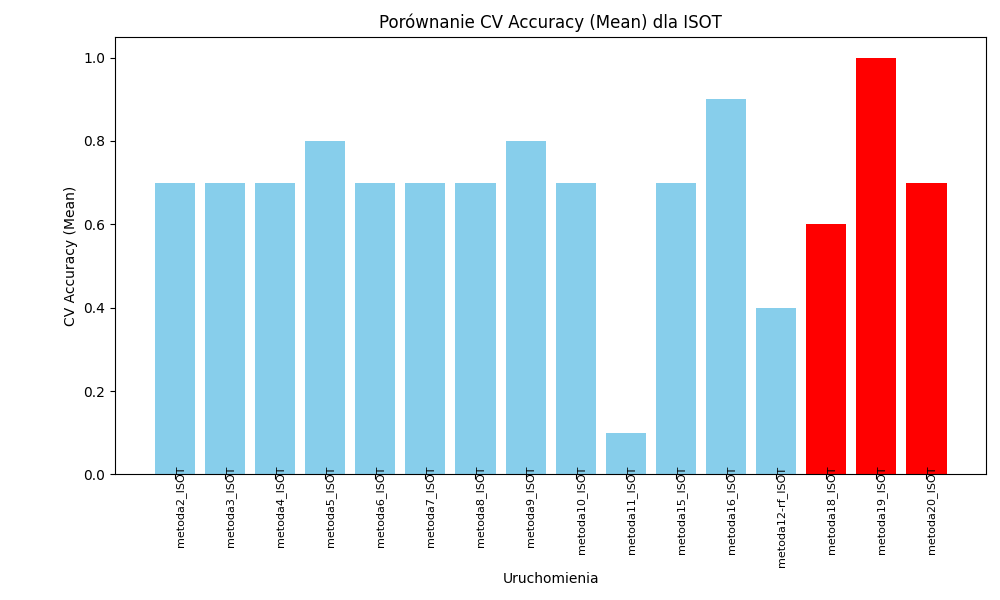 Porównanie CV Accuracy (Mean) dla ISOT
CV Accuracy (Mean)
1.0
0.8
0.6
0.4
0.2
0.0
metoda2_ISOT
metoda3_ISOT
metoda4_ISOT
metoda5_ISOT
metoda6_ISOT
metoda7_ISOT
metoda8_ISOT
metoda9_ISOT
metoda10_ISOT
metoda11_ISOT
metoda15_ISOT
metoda16_ISOT
metoda12-rf_ISOT
metoda18_ISOT
metoda19_ISOT
metoda20_ISOT
Uruchomienia